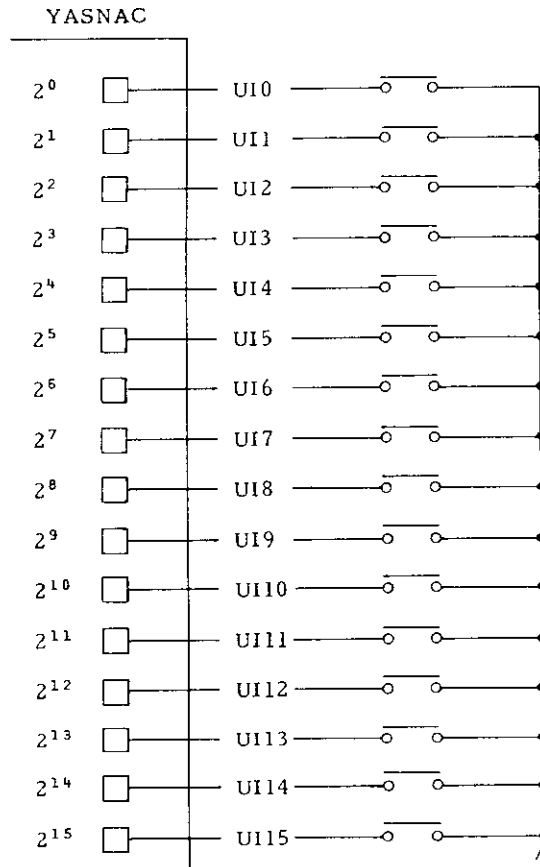 YASNAC
2⁰ UI0
2¹ UI1
2² UI2
2³ UI3
2⁴ UI4
2⁵ UI5
2⁶ UI6
2⁷ UI7
2⁸ UI8
2⁹ UI9
2¹⁰ UI10
2¹¹ UI11
2¹² UI12
2¹³ UI13
2¹⁴ UI14
2¹⁵ UI15